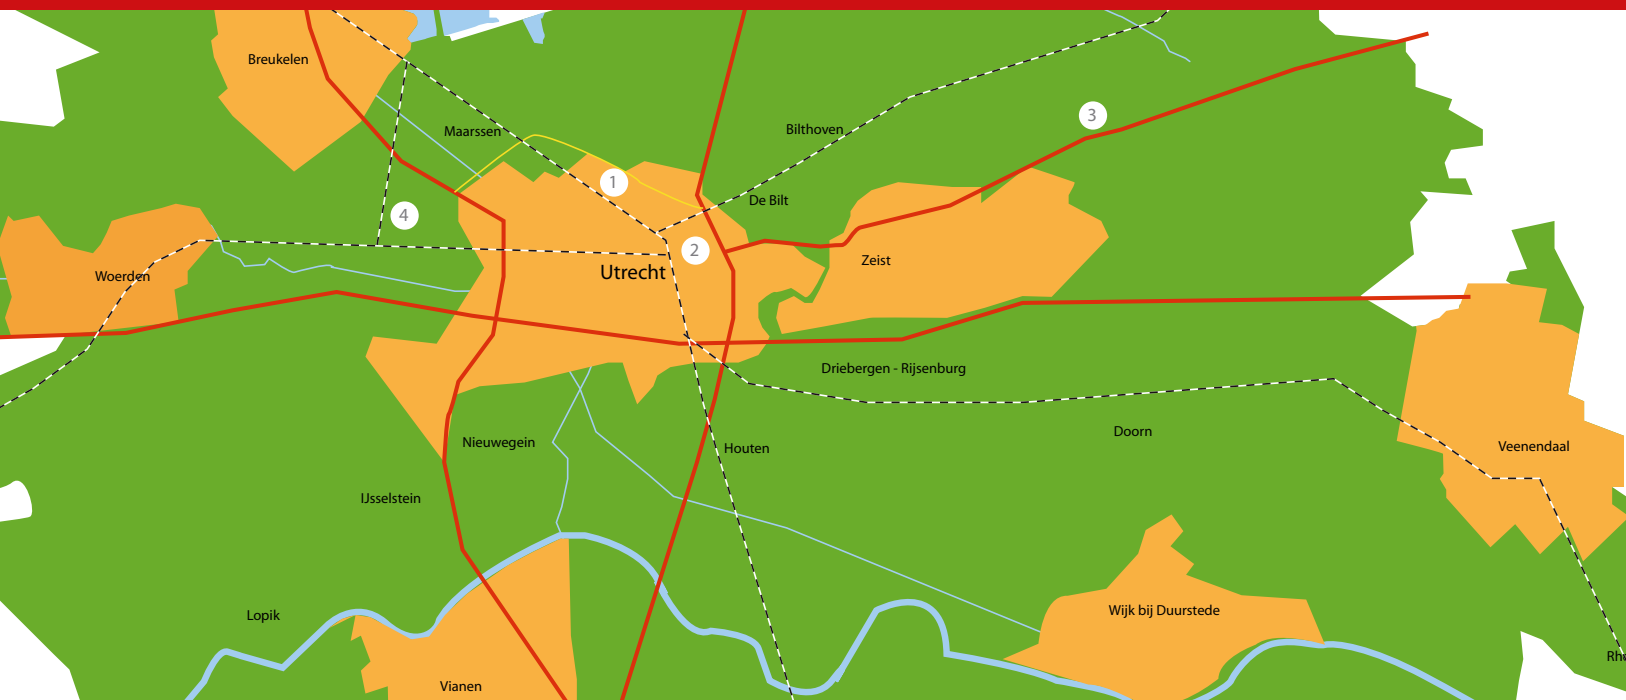 Breukelen
Maarssen
Bilthoven
3
1
De Bilt
4
2
Woerden
Utrecht
Zeist
Driebergen - Rijsenburg
Nieuwegein
Houten
Doorn
Veenendaal
IJsselstein
Lopik
Wijk bij Duurstede
Rhe
Vianen